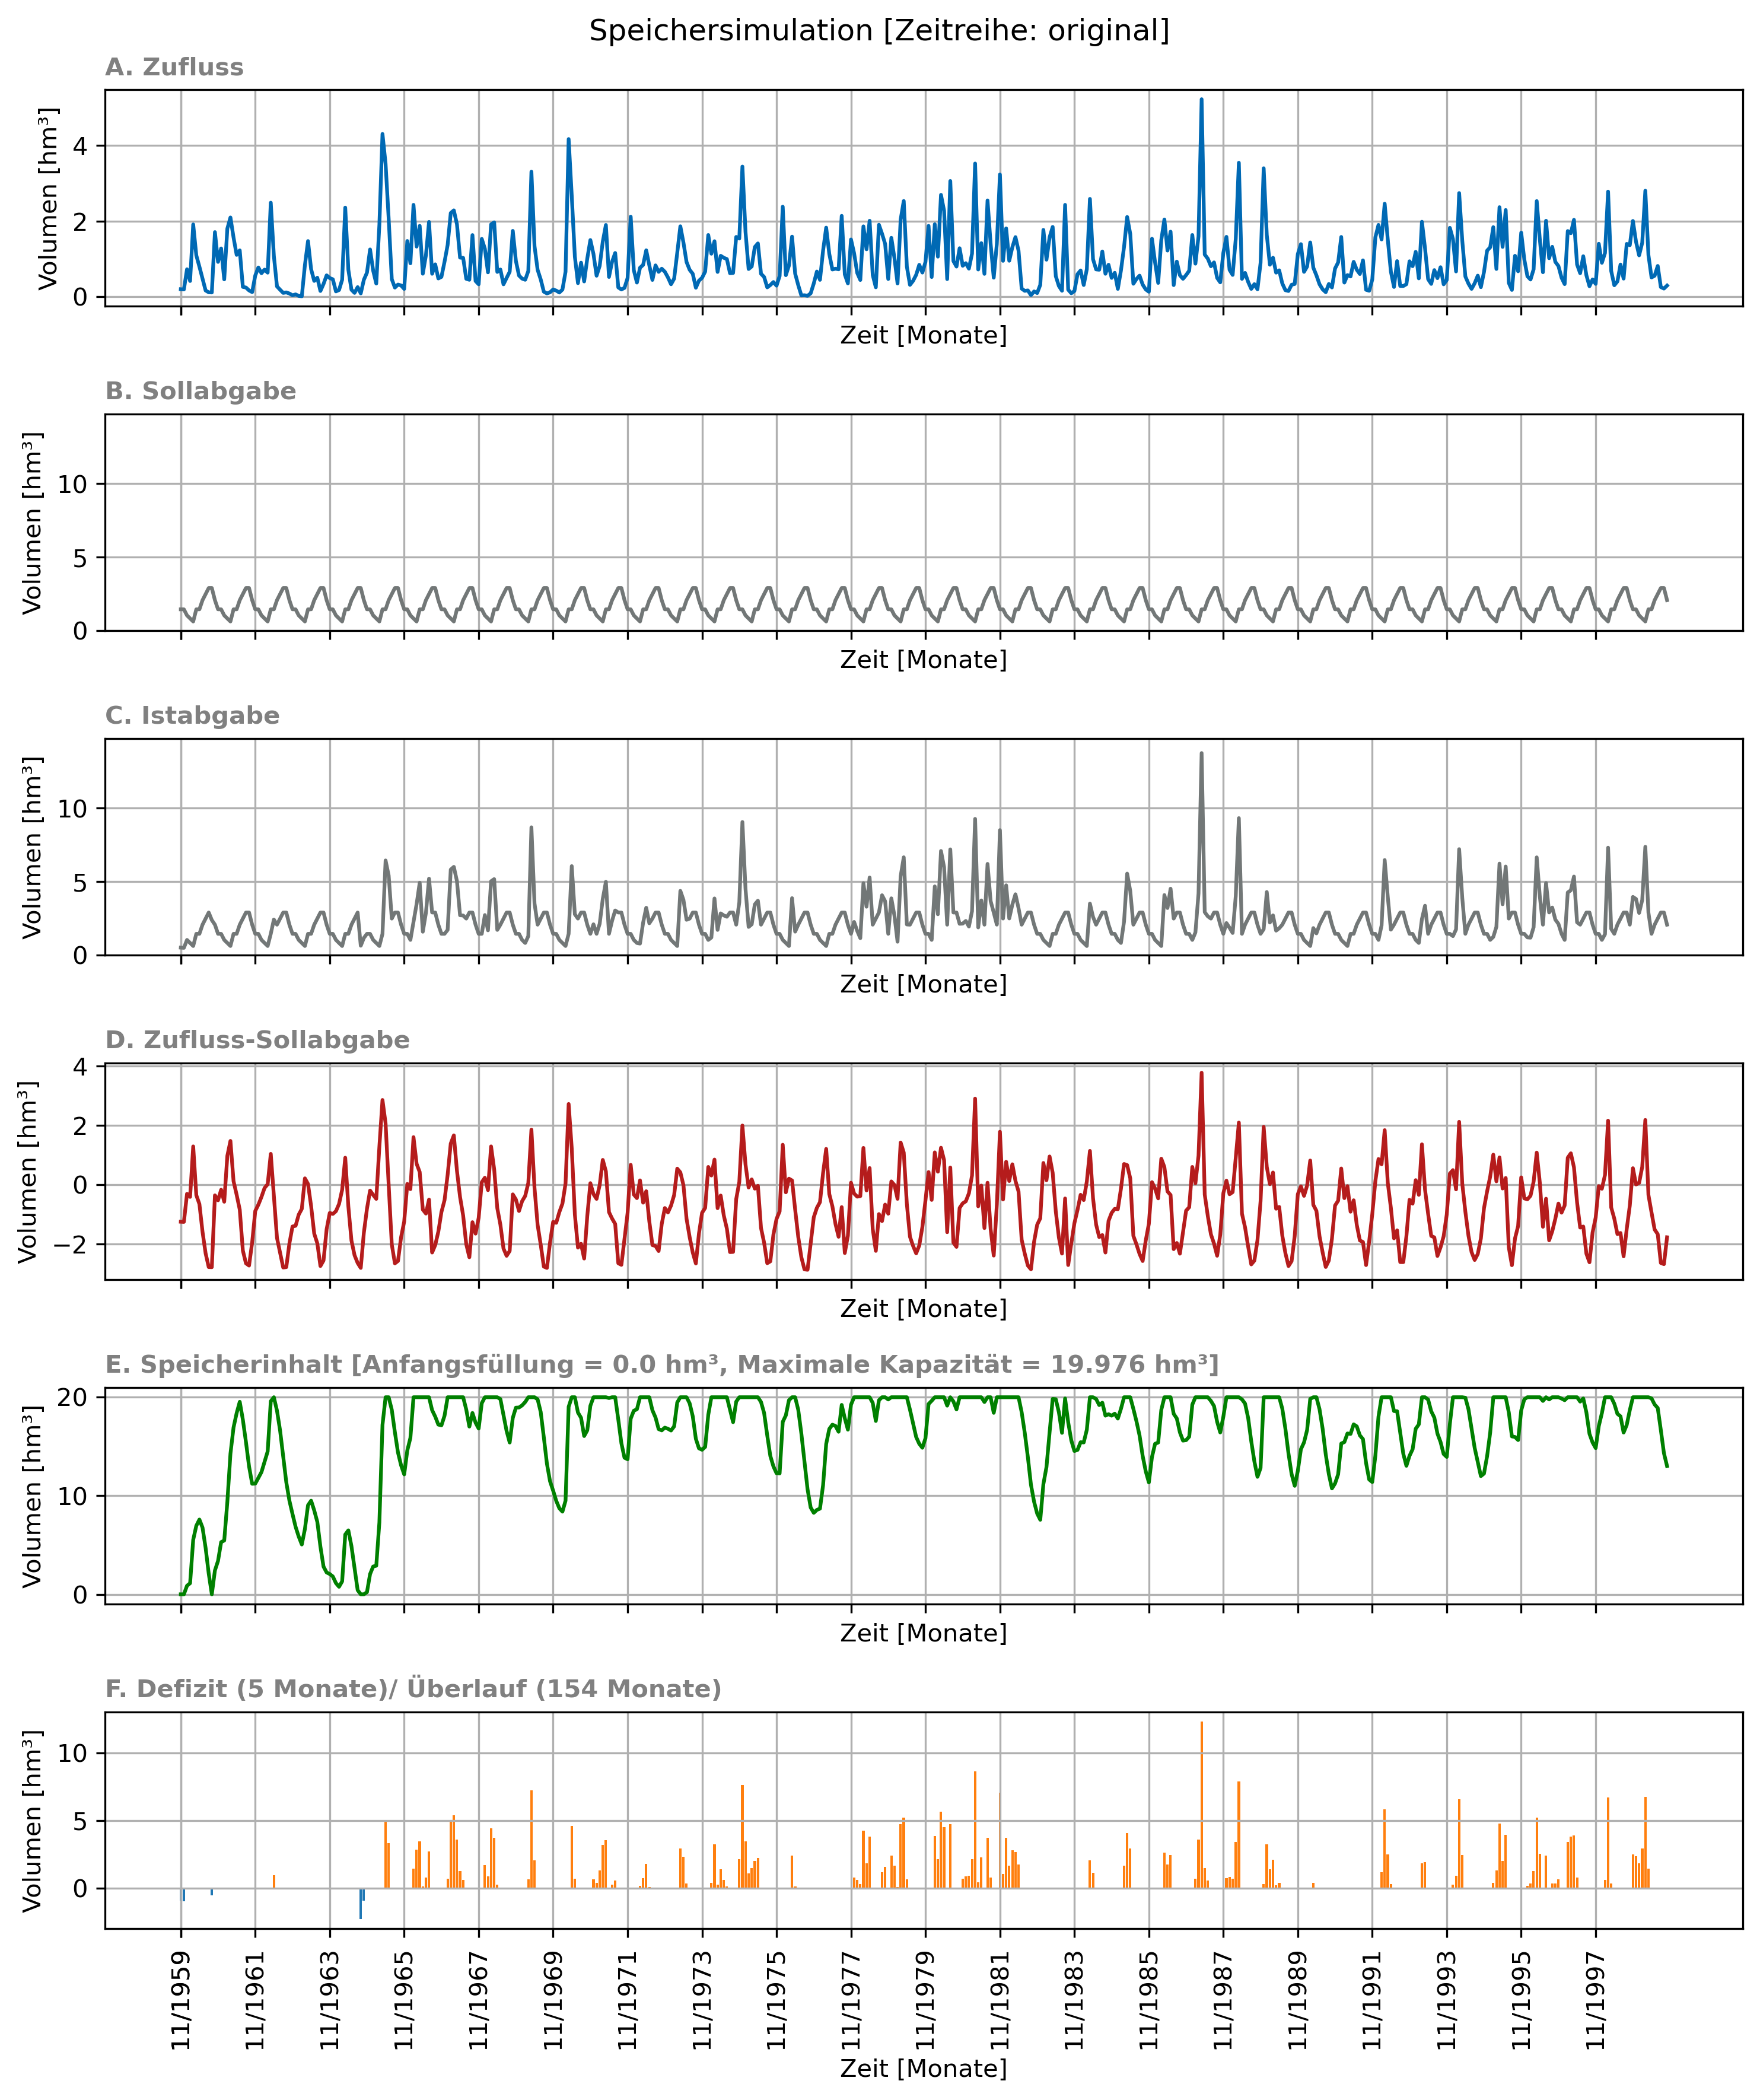 Speichersimulation [Zeitreihe: original]
A. Zufluss
Volumen [hm³]
4
2
0
Zeit [Monate]
B. Sollabgabe
Volumen [hm³]
10
5
0
Zeit [Monate]
C. Istabgabe
Volumen [hm³]
10
5
0
Zeit [Monate]
D. Zufluss-Sollabgabe
Volumen [hm³]
4
2
0
−2
Zeit [Monate]
E. Speicherinhalt [Anfangsfüllung = 0.0 hm³, Maximale Kapazität = 19.976 hm³]
Volumen [hm³]
20
10
0
Zeit [Monate]
F. Defizit (5 Monate)/ Überlauf (154 Monate)
Volumen [hm³]
10
5
0
11/1959
11/1961
11/1963
11/1965
11/1967
11/1969
11/1971
11/1973
11/1975
11/1977
11/1979
11/1981
11/1983
11/1985
11/1987
11/1989
11/1991
11/1993
11/1995
11/1997
Zeit [Monate]